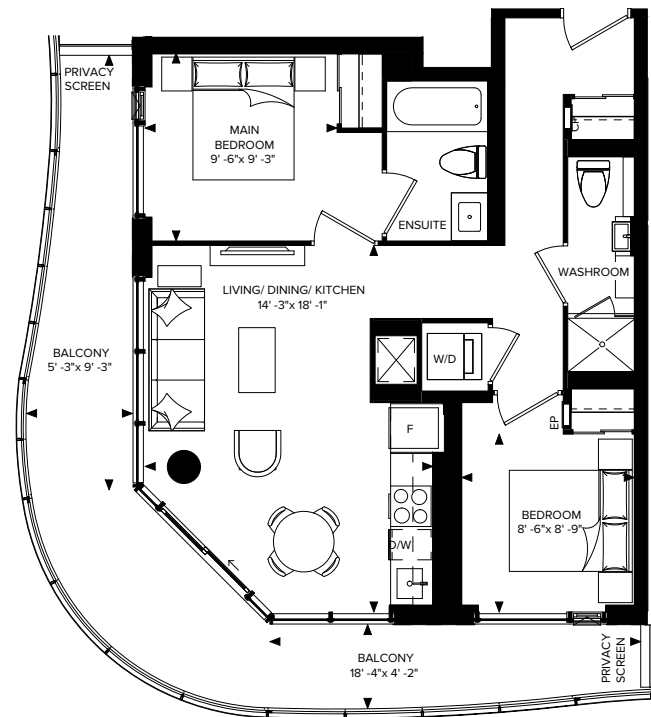 PRIVACY
SCREEN
MAIN
BEDROOM
9' -6"x 9' -3"
ENSUITE
WASHROOM
LIVING/ DINING/ KITCHEN
14' -3"x 18' -1"
BALCONY
5' -3"x 9' -3"
W/D
F
EP
BEDROOM
8' -6"x 8' -9"
D/W
BALCONY
18' -4"x 4' -2"
PRIVACY
SCREEN